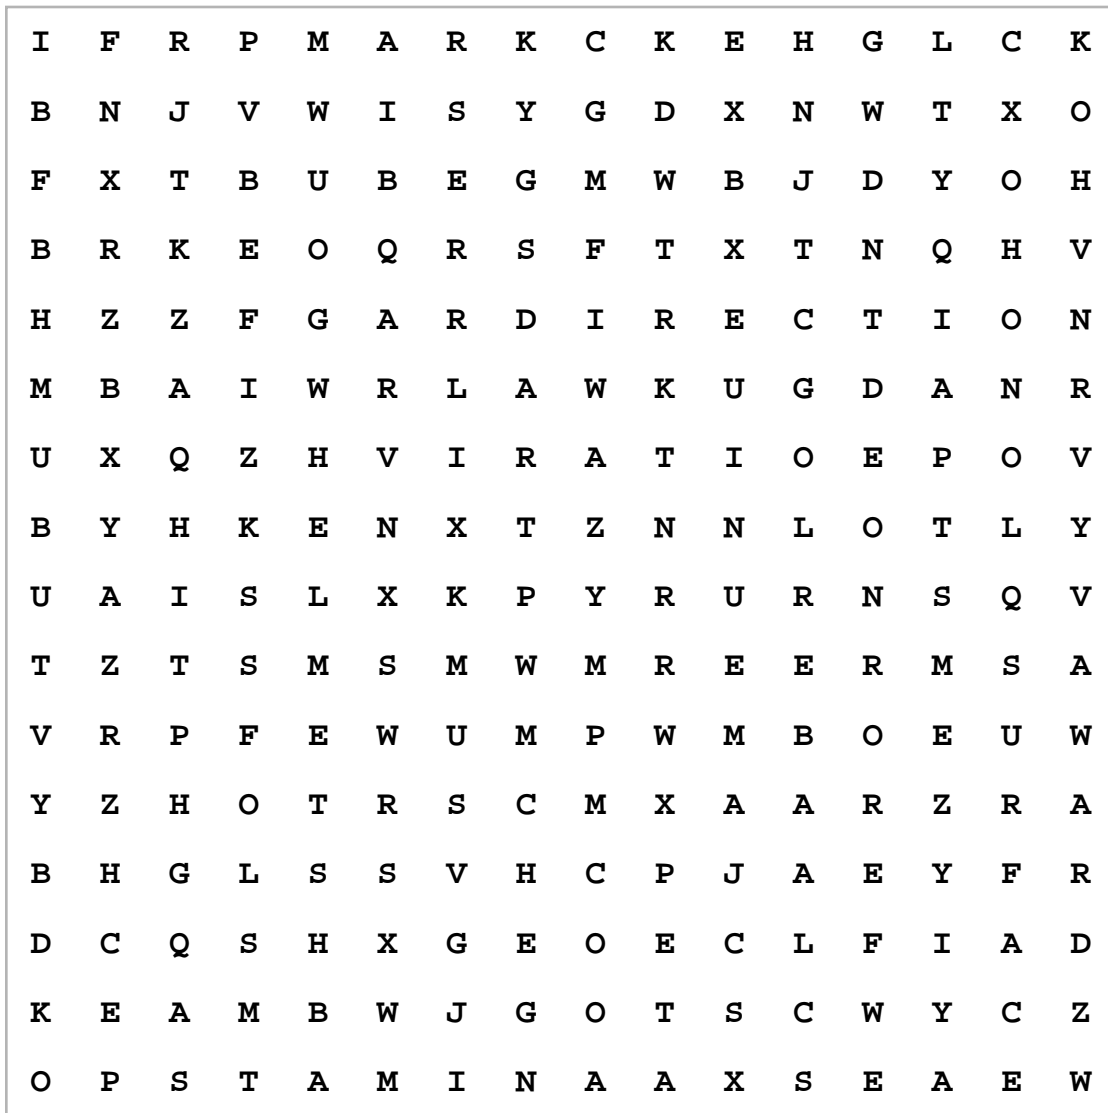 I F R P M A R K C K E H G L C K
B N J V W I S Y G D X N W T X O
F X T B U B E G M W B J D Y O H
B R K E O Q R S F T X T N Q H V
H Z Z F G A R D I R E C T I O N
M B A I W R L A W K U G D A N R
U X Q Z H V I R A T I O E P O V
B Y H K E N X T Z N N L O T L Y
U A I S L X K P Y R U R N S Q V
T Z T S M S M W M R E E R M S A
V R P F E W U M P W M B O E U W
Y Z H O T R S C M X A A R Z R A
B H G L S S V H C P J A E Y F R
D C Q S H X G E O E C L F I A D
K E A M B W J G O T S C W Y C Z
O P S T A M I N A A X S E A E W